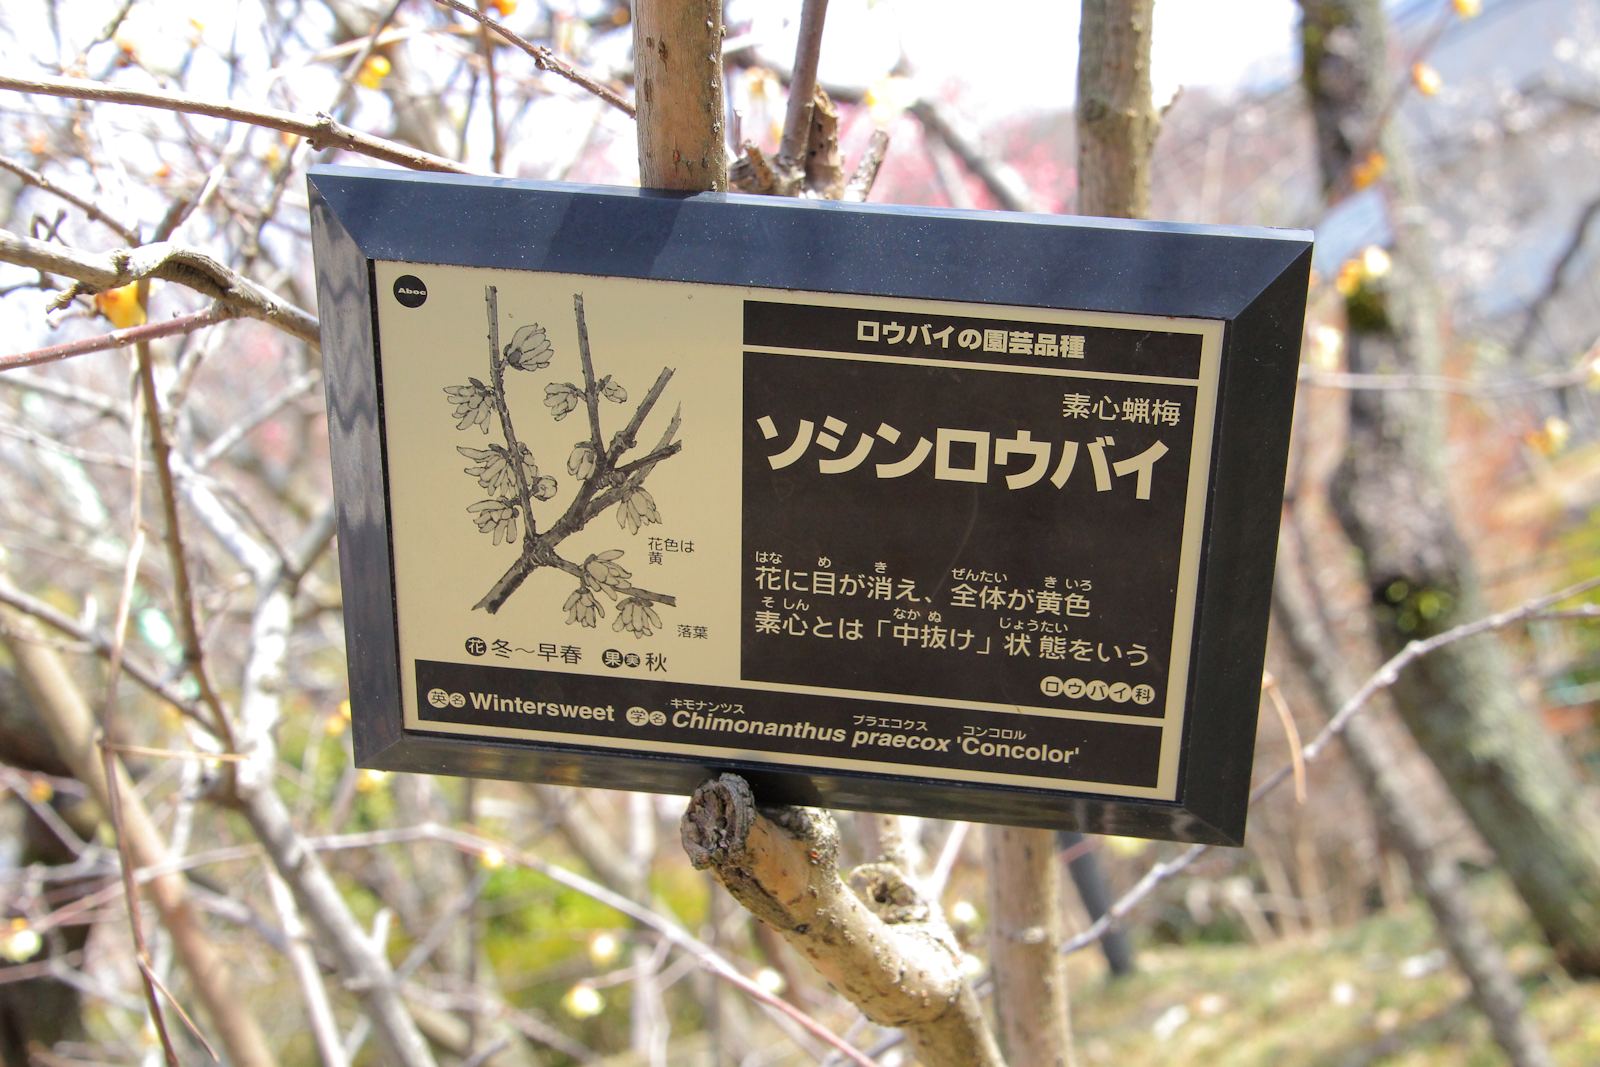 Aboc
花色は
黄
落葉
花 冬〜早春 果実 秋
ロウバイの園芸品種
素心蝋梅
ソシンロウバイ
はな め き ぜんたい き いろ
花に目が消え、全体が黄色
そ しん なか ぬ じょうたい
素心とは「中抜け」状態をいう
ロウバイ科
キモナンツス プラエコクス コンコロル
英名 Wintersweet 学名 Chimonanthus praecox 'Concolor'